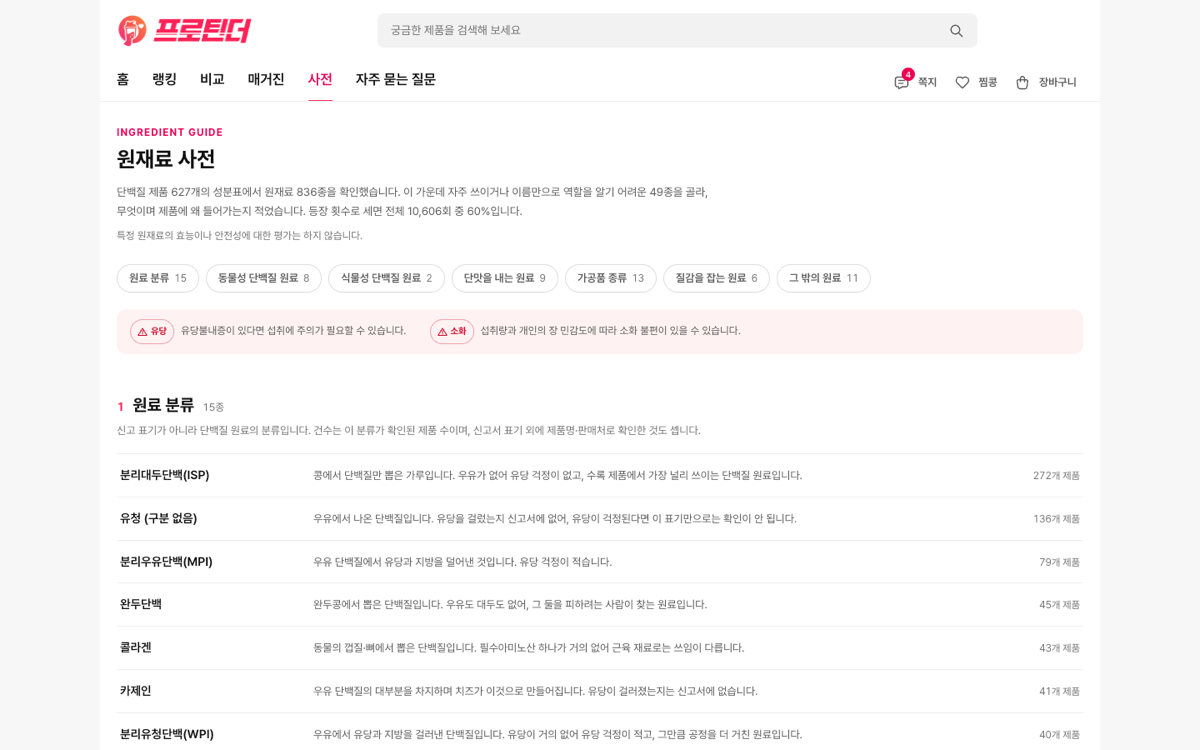 프로틴더
궁금한 제품을 검색해 보세요
홈 랭킹 비교 매거진 사전 자주 묻는 질문
4
쪽지 찜콩 장바구니
INGREDIENT GUIDE
원재료 사전
단백질 제품 627개의 성분표에서 원재료 836종을 확인했습니다. 이 가운데 자주 쓰이거나 이름만으로 역할을 알기 어려운 49종을 골라,
무엇이며 제품에 왜 들어가는지 적었습니다. 등장 횟수로 세면 전체 10,606회 중 60%입니다.
특정 원재료의 효능이나 안전성에 대한 평가는 하지 않습니다.
원료 분류 15 동물성 단백질 원료 8 식물성 단백질 원료 2 단맛을 내는 원료 9 가공품 종류 13 질감을 잡는 원료 6 그 밖의 원료 11
유당 유당불내증이 있다면 섭취에 주의가 필요할 수 있습니다. 소화 섭취량과 개인의 장 민감도에 따라 소화 불편이 있을 수 있습니다.
1 원료 분류 15종
신고 표기가 아니라 단백질 원료의 분류입니다. 건수는 이 분류가 확인된 제품 수이며, 신고서 표기 외에 제품명·판매처로 확인한 것도 셉니다.
분리대두단백(ISP) 콩에서 단백질만 뽑은 가루입니다. 우유가 없어 유당 걱정이 없고, 수록 제품에서 가장 널리 쓰이는 단백질 원료입니다. 272개 제품
유청 (구분 없음) 우유에서 나온 단백질입니다. 유당을 걸렀는지 신고서에 없어, 유당이 걱정된다면 이 표기만으로는 확인이 안 됩니다. 136개 제품
분리우유단백(MPI) 우유 단백질에서 유당과 지방을 덜어낸 것입니다. 유당 걱정이 적습니다. 79개 제품
완두단백 완두콩에서 뽑은 단백질입니다. 우유도 대두도 없어, 그 둘을 피하려는 사람이 찾는 원료입니다. 45개 제품
콜라겐 동물의 껍질·뼈에서 뽑은 단백질입니다. 필수아미노산 하나가 거의 없어 근육 재료로는 쓰임이 다릅니다. 43개 제품
카제인 우유 단백질의 대부분을 차지하며 치즈가 이것으로 만들어집니다. 유당이 걸러졌는지는 신고서에 없습니다. 41개 제품
분리유청단백(WPI) 우유에서 유당과 지방을 걸러낸 단백질입니다. 유당이 거의 없어 유당 걱정이 적고, 그만큼 공정을 더 거친 원료입니다. 40개 제품